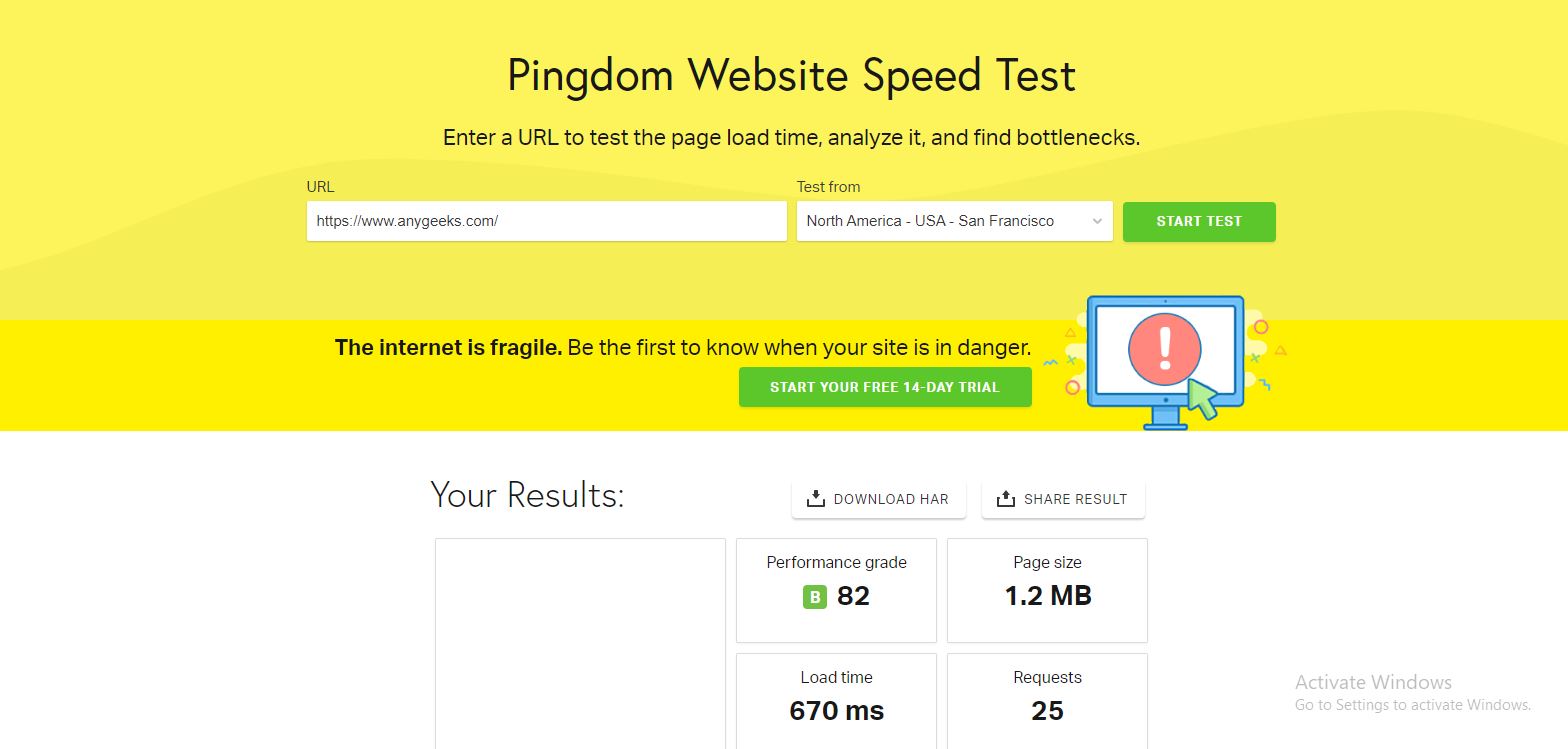 Pingdom Website Speed Test
Enter a URL to test the page load time, analyze it, and find bottlenecks.
URL
Test from
https://www.anygeeks.com/
North America - USA - San Francisco
START TEST
The internet is fragile. Be the first to know when your site is in danger.
START YOUR FREE 14-DAY TRIAL
!
Your Results:
DOWNLOAD HAR
SHARE RESULT
Performance grade
B 82
Page size
1.2 MB
Load time
670 ms
Requests
25
Activate Windows
Go to Settings to activate Windows.